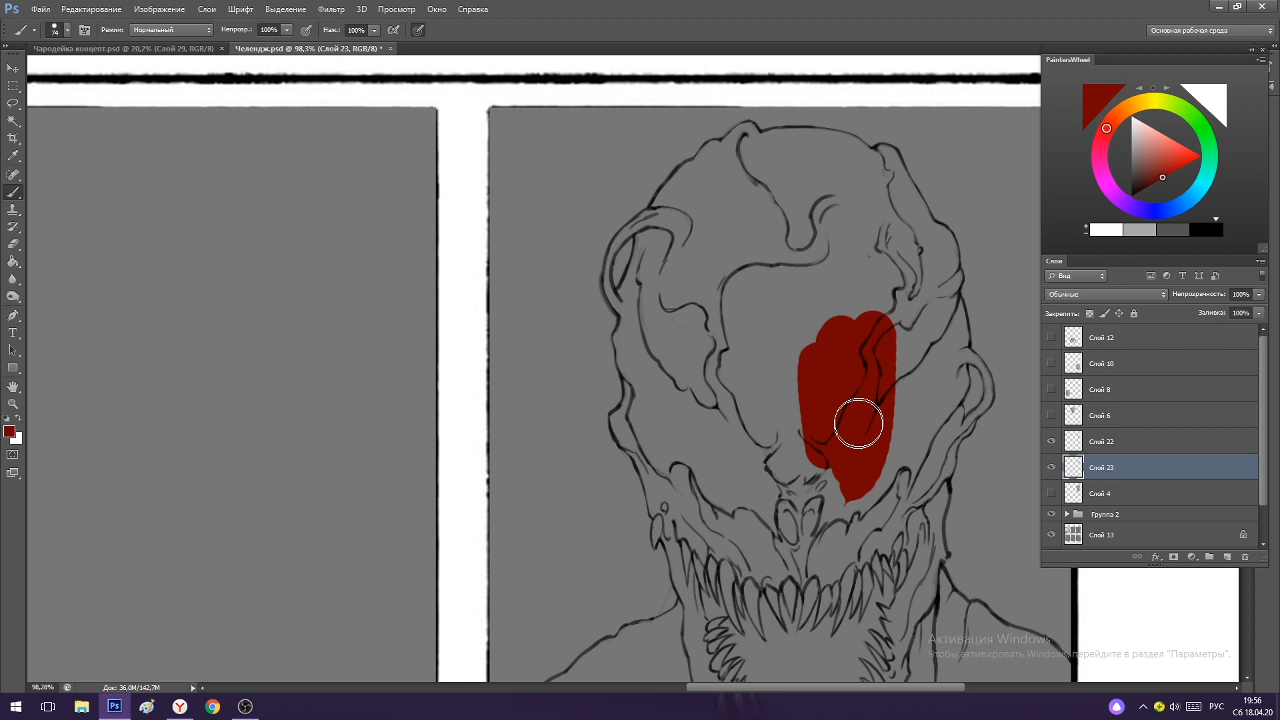 Ps Файл Редактирование Изображение Слои Шрифт Выделение Фильтр 3D Просмотр Окно Справка
74 Режим: Нормальный Непрозр.: 100% Наж.: 100% Основная рабочая среда
Чародейка концепт.psd @ 20,2% (Слой 29, RGB/8) × Челендж.psd @ 98,3% (Слой 23, RGB/8) * ×
PaintersWheel
Слои
Вид
Обычные Непрозрачность: 100%
Закрепить: Заливка: 100%
Слой 12
Слой 10
Слой 8
Слой 6
Слой 22
Слой 23
Слой 4
Группа 2
Слой 13
Активация Windows
Чтобы активировать Windows, перейдите в раздел "Параметры".
98,28% Док: 36,0M/142,7M
Ps РУС 19:56
Сб 18.04.20